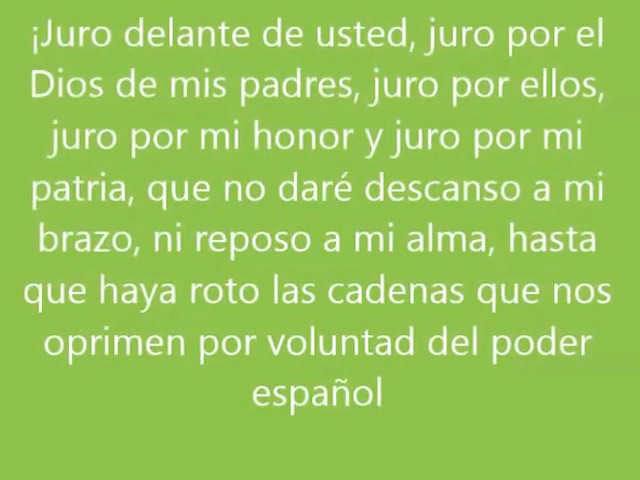 ¡Juro delante de usted, juro por el
Dios de mis padres, juro por ellos,
juro por mi honor y juro por mi
patria, que no daré descanso a mi
brazo, ni reposo a mi alma, hasta
que haya roto las cadenas que nos
oprimen por voluntad del poder
español